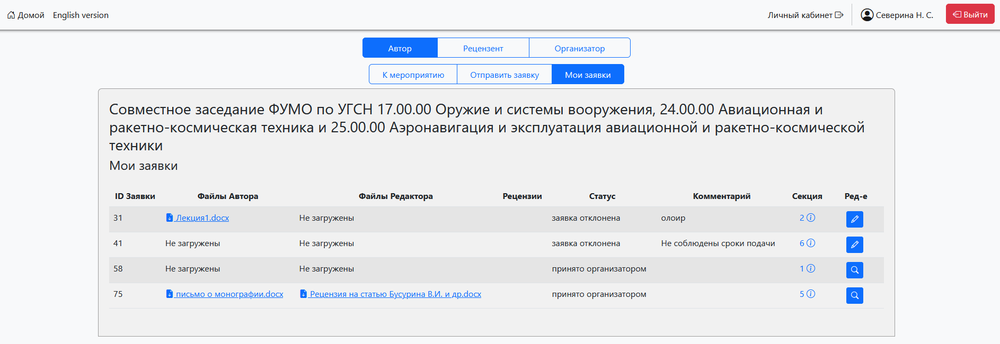 Домой English version Личный кабинет Северина Н. С. Выйти
Автор Рецензент Организатор
К мероприятию Отправить заявку Мои заявки
Совместное заседание ФУМО по УГСН 17.00.00 Оружие и системы вооружения, 24.00.00 Авиационная и
ракетно-космическая техника и 25.00.00 Аэронавигация и эксплуатация авиационной и ракетно-космической
техники
Мои заявки
ID Заявки Файлы Автора Файлы Редактора Рецензии Статус Комментарий Секция Ред-е
31 Лекция1.docx Не загружены заявка отклонена олоир 2
41 Не загружены Не загружены заявка отклонена Не соблюдены сроки подачи 6
58 Не загружены Не загружены принято организатором 1
75 письмо о монографии.docx Рецензия на статью Бусурина В.И. и др.docx принято организатором 5